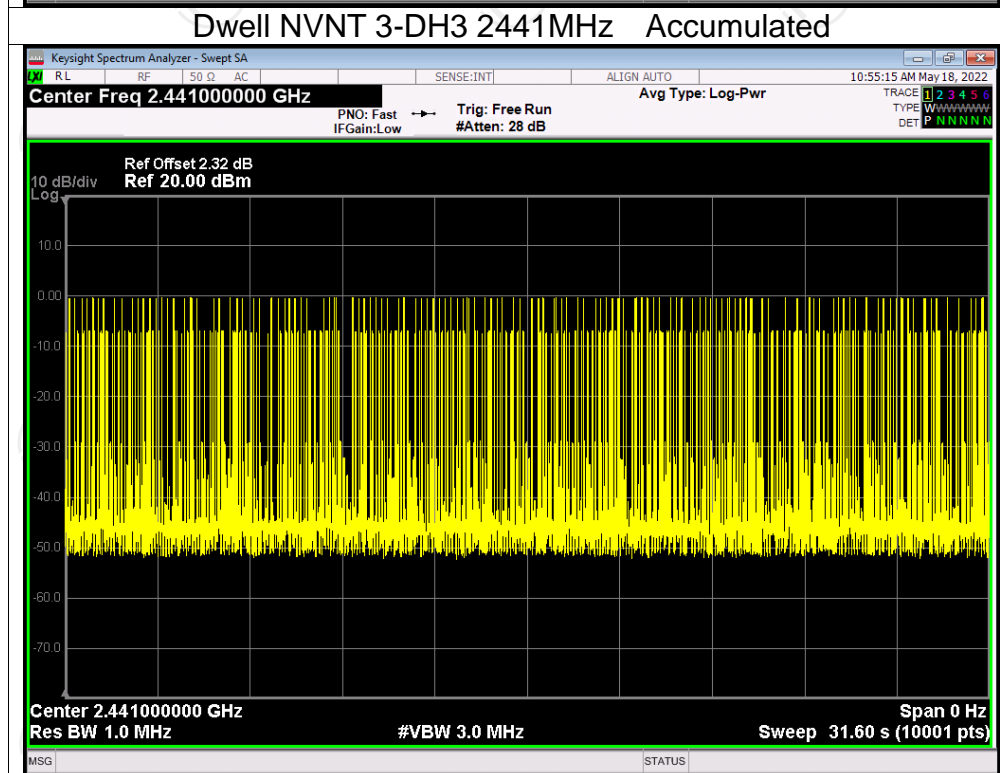 Dwell NVNT 3-DH3 2441MHz Accumulated
Keysight Spectrum Analyzer - Swept SA
LXI RL RF 50 Ω AC SENSE:INT ALIGN AUTO 10:55:15 AM May 18, 2022
Center Freq 2.441000000 GHz Avg Type: Log-Pwr TRACE 1 2 3 4 5 6
PNO: Fast Trig: Free Run TYPE WWWWWW
IFGain:Low #Atten: 28 dB DET P N N N N N
Ref Offset 2.32 dB
10 dB/div Ref 20.00 dBm
Log
10.0
0.00
-10.0
-20.0
-30.0
-40.0
-50.0
-60.0
-70.0
Center 2.441000000 GHz Span 0 Hz
Res BW 1.0 MHz #VBW 3.0 MHz Sweep 31.60 s (10001 pts)
MSG STATUS